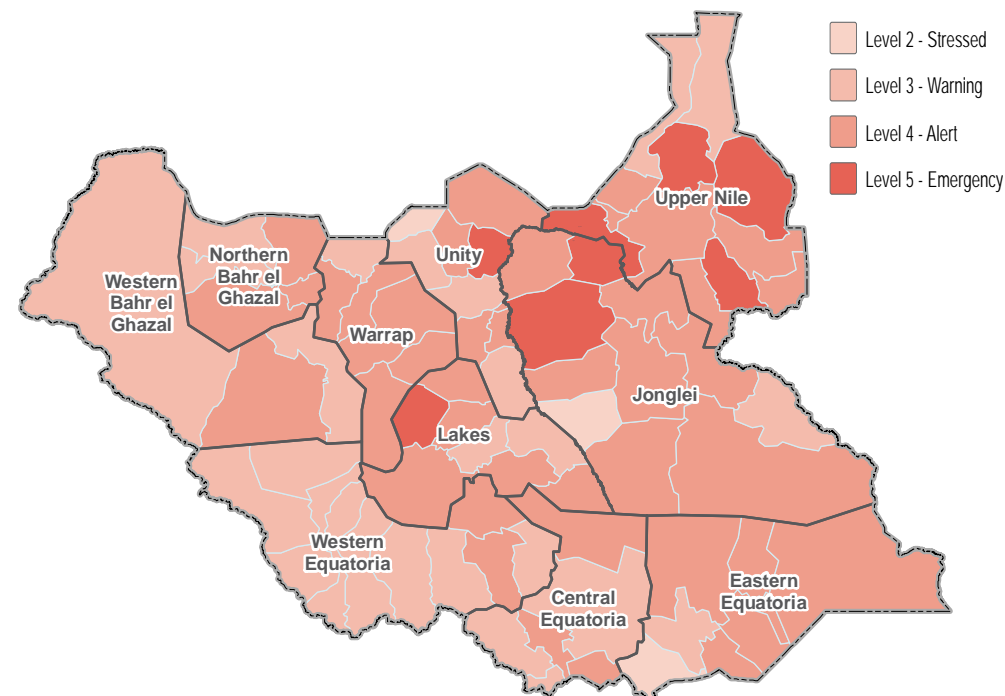 Level 2 - Stressed
Level 3 - Warning
Level 4 - Alert
Level 5 - Emergency
Upper Nile
Unity
Northern
Bahr el
Ghazal
Western
Bahr el
Ghazal
Warrap
Jonglei
Lakes
Western
Equatoria
Central
Equatoria
Eastern
Equatoria